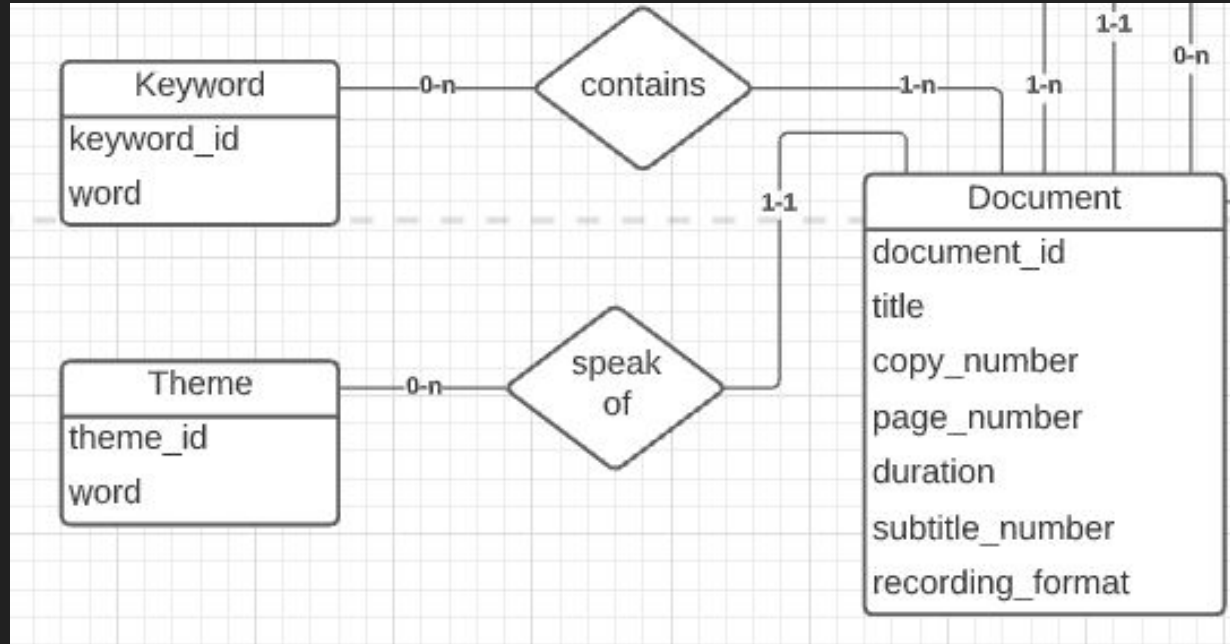 1-1
0-n
Keyword
0-n
contains
1-n
1-n
keyword_id
word
1-1
Document
document_id
title
copy_number
page_number
duration
subtitle_number
recording_format
Theme
0-n
speak
of
theme_id
word